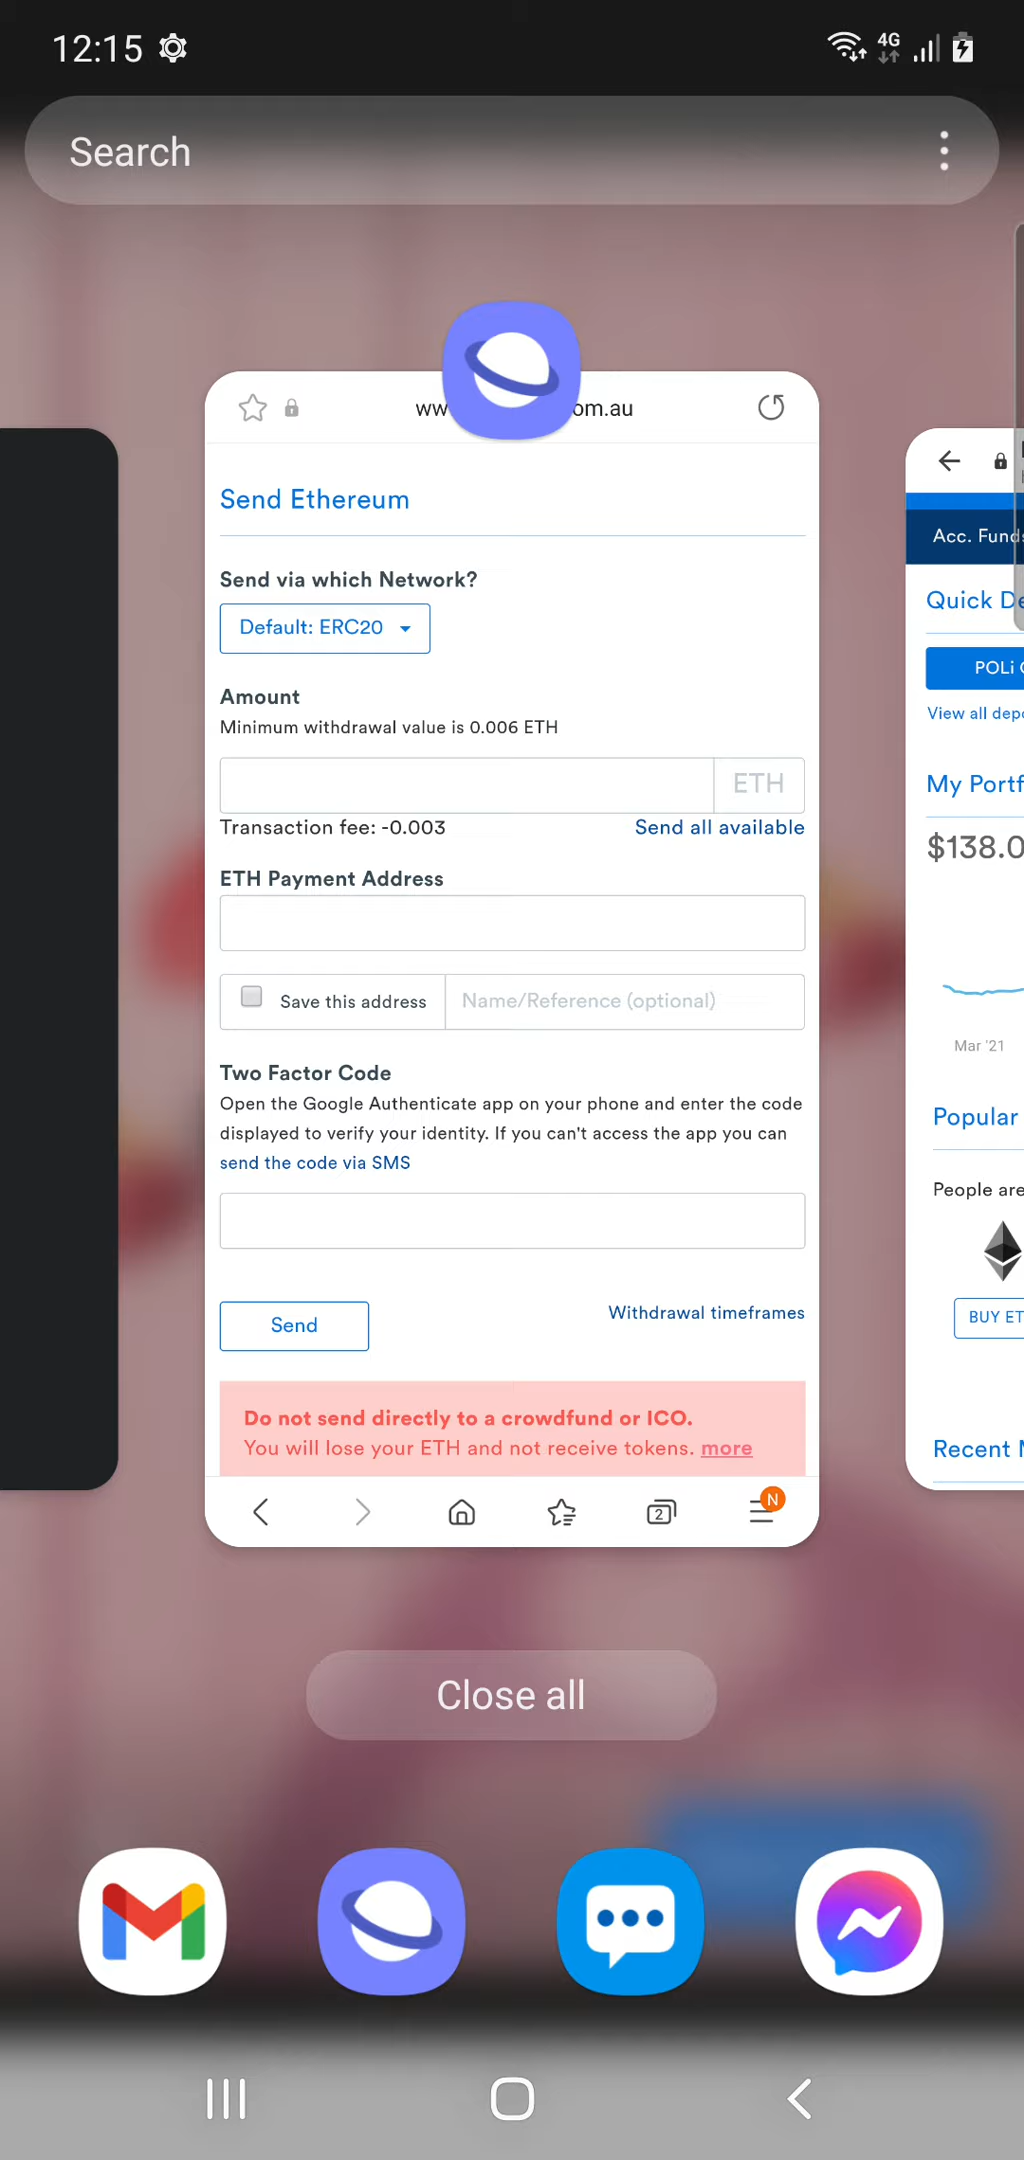 12:15
4G
Search
ww
om.au
Send Ethereum
Send via which Network?
Default: ERC20
Amount
Minimum withdrawal value is 0.006 ETH
ETH
Transaction fee: -0.003
Send all available
ETH Payment Address
Save this address
Name/Reference (optional)
Two Factor Code
Open the Google Authenticate app on your phone and enter the code
displayed to verify your identity. If you can't access the app you can
send the code via SMS
Send
Withdrawal timeframes
Do not send directly to a crowdfund or ICO.
You will lose your ETH and not receive tokens. more
2
N
Acc. Funds
Quick De
POLi
View all depo
My Portf
$138.0
Mar '21
Popular
People are
BUY ET
Recent
Close all